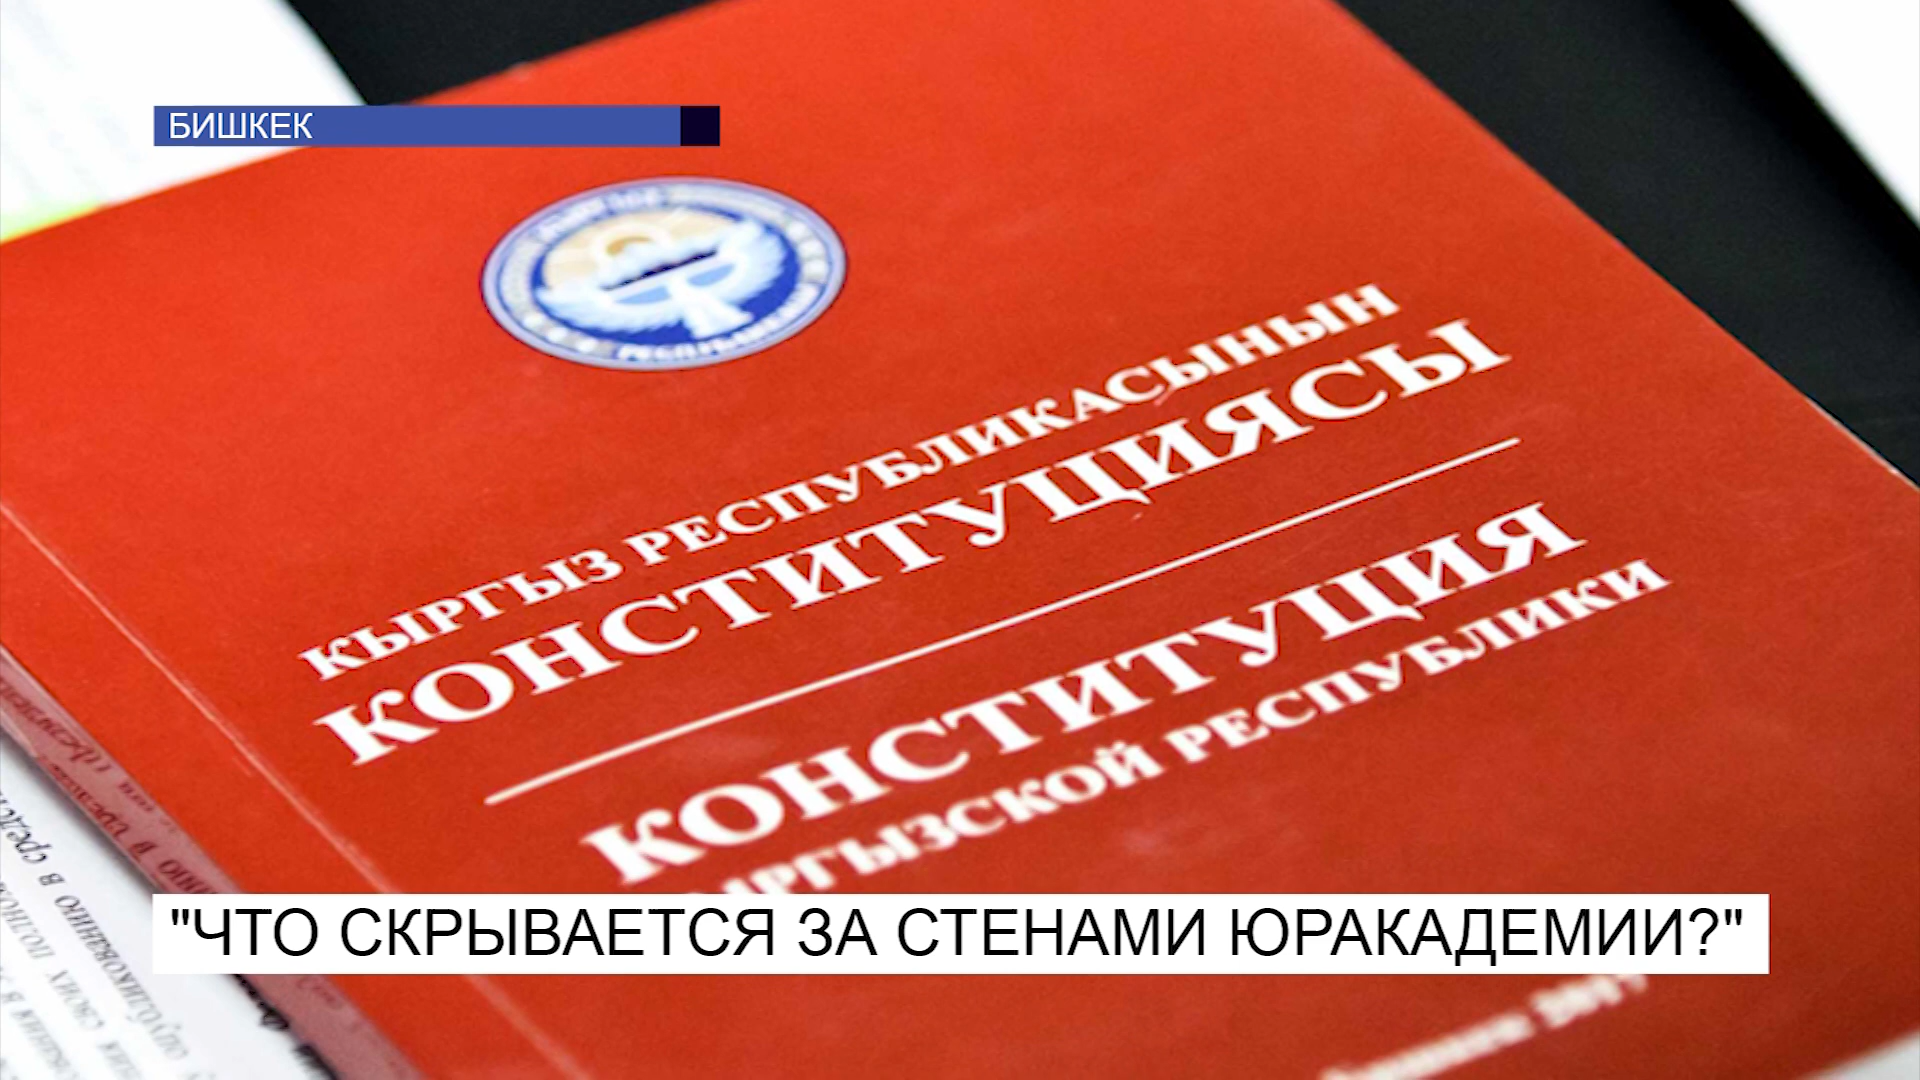 БИШКЕК
КЫРГЫЗ РЕСПУБЛИКАСЫНЫН
КОНСТИТУЦИЯСЫ
КОНСТИТУЦИЯ
КЫРГЫЗСКОЙ РЕСПУБЛИКИ
"ЧТО СКРЫВАЕТСЯ ЗА СТЕНАМИ ЮРАКАДЕМИИ?"